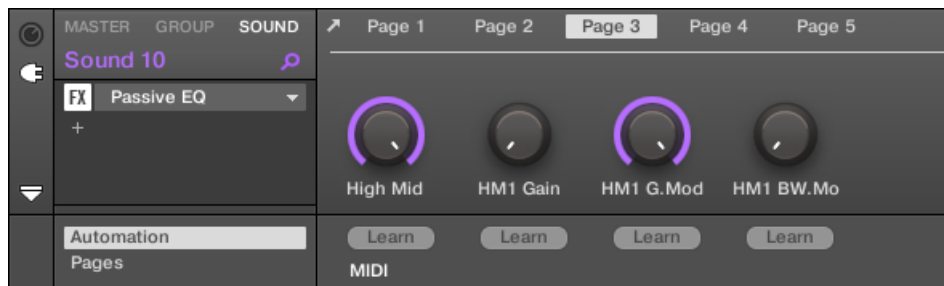 MASTER GROUP SOUND
Sound 10
FX Passive EQ
+
Page 1 Page 2 Page 3 Page 4 Page 5
High Mid HM1 Gain HM1 G.Mod HM1 BW.Mo
Automation
Pages
Learn Learn Learn Learn
MIDI